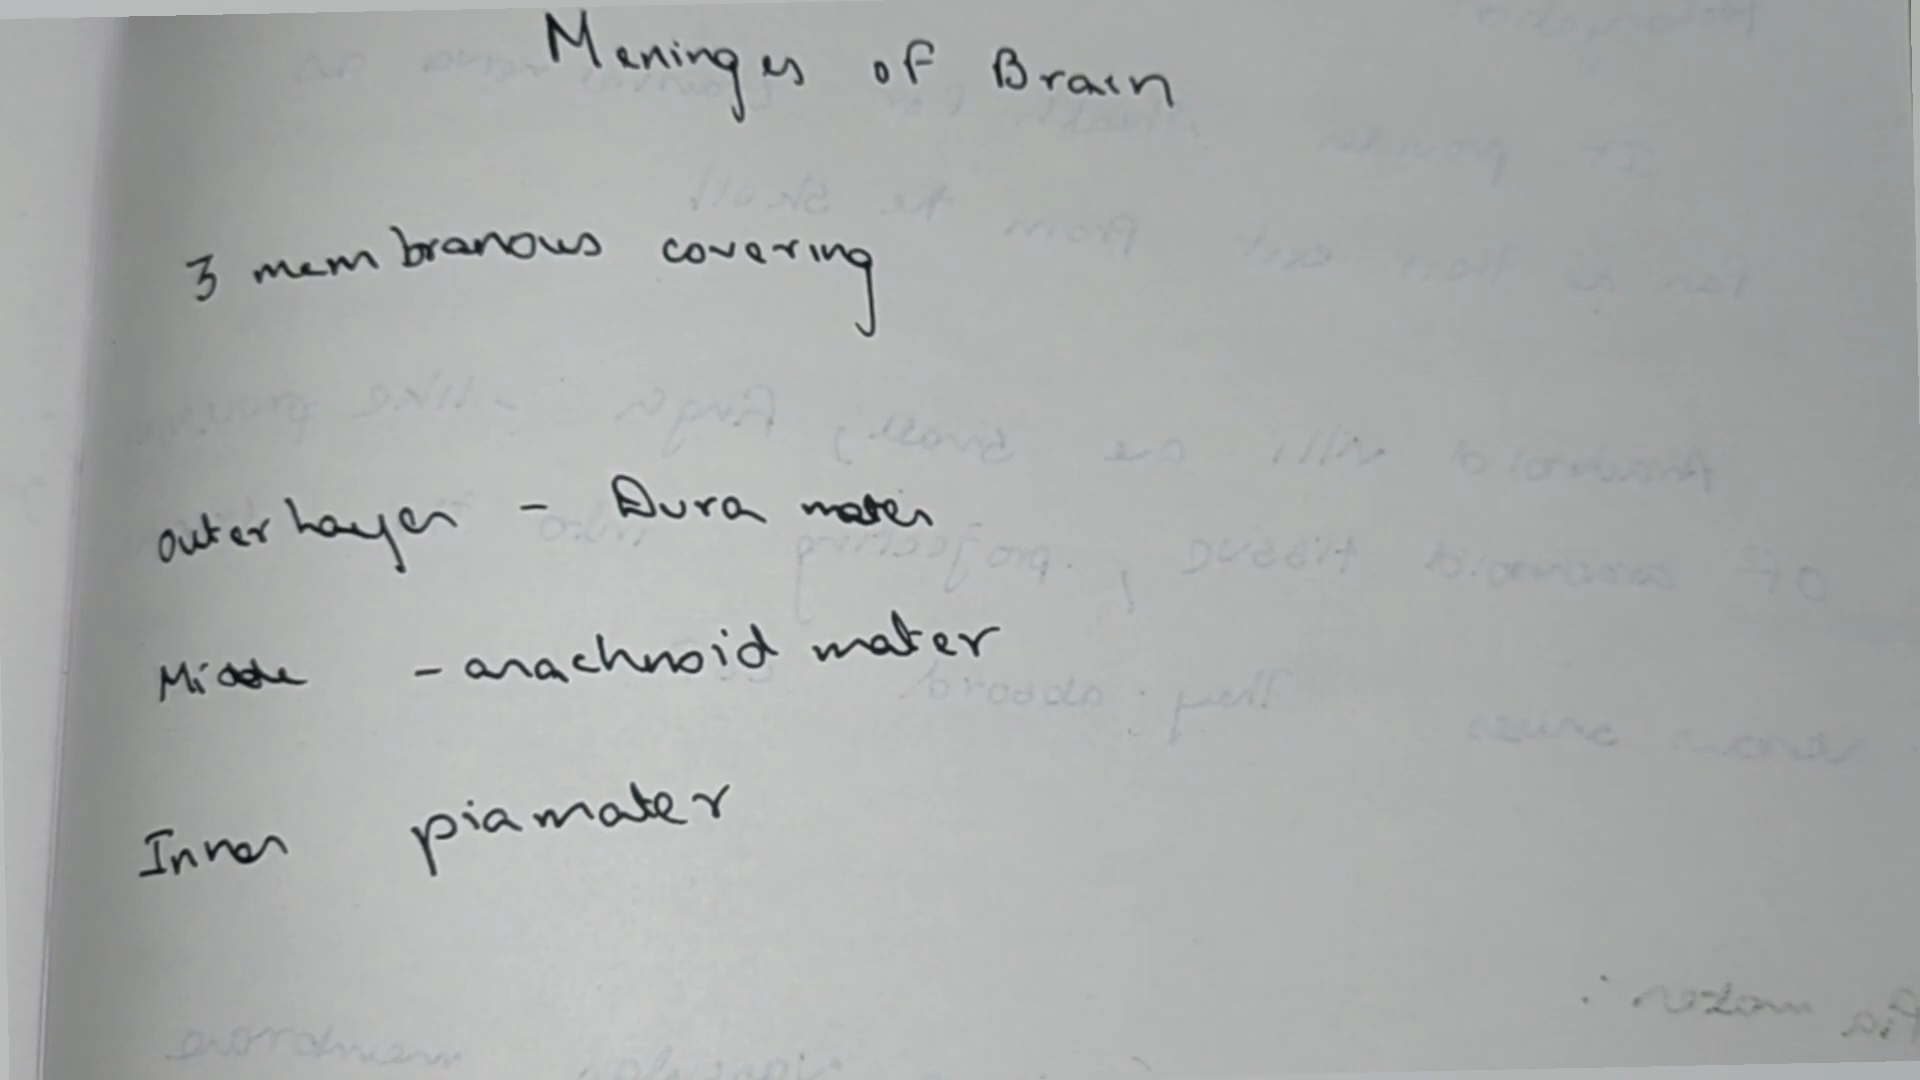 Meninges of Brain
3 membranous covering
outer layer - Dura mater
Middle - arachnoid mater
Inner piamater